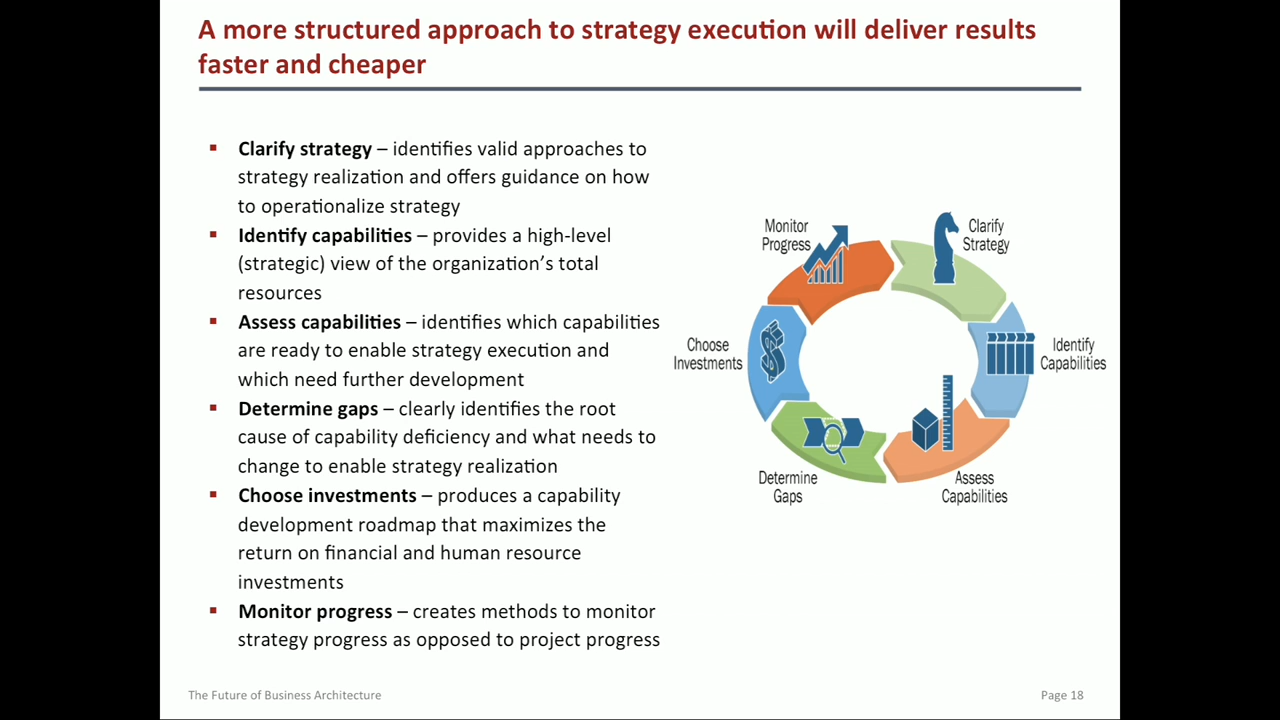 A more structured approach to strategy execution will deliver results
faster and cheaper
▪ Clarify strategy – identifies valid approaches to
strategy realization and offers guidance on how
to operationalize strategy
▪ Identify capabilities – provides a high-level
(strategic) view of the organization’s total
resources
▪ Assess capabilities – identifies which capabilities
are ready to enable strategy execution and
which need further development
▪ Determine gaps – clearly identifies the root
cause of capability deficiency and what needs to
change to enable strategy realization
▪ Choose investments – produces a capability
development roadmap that maximizes the
return on financial and human resource
investments
▪ Monitor progress – creates methods to monitor
strategy progress as opposed to project progress
Monitor
Progress
Clarify
Strategy
Choose
Investments
Identify
Capabilities
Determine
Gaps
Assess
Capabilities
The Future of Business Architecture
Page 18